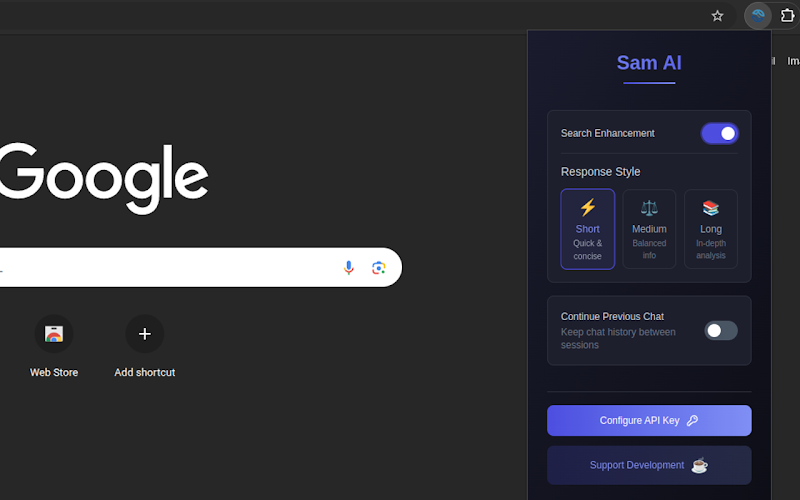 Sam AI
Google
Search Enhancement
Response Style
Short
Quick &
concise
Medium
Balanced
info
Long
In-depth
analysis
Continue Previous Chat
Keep chat history between
sessions
Web Store
Add shortcut
Configure API Key
Support Development